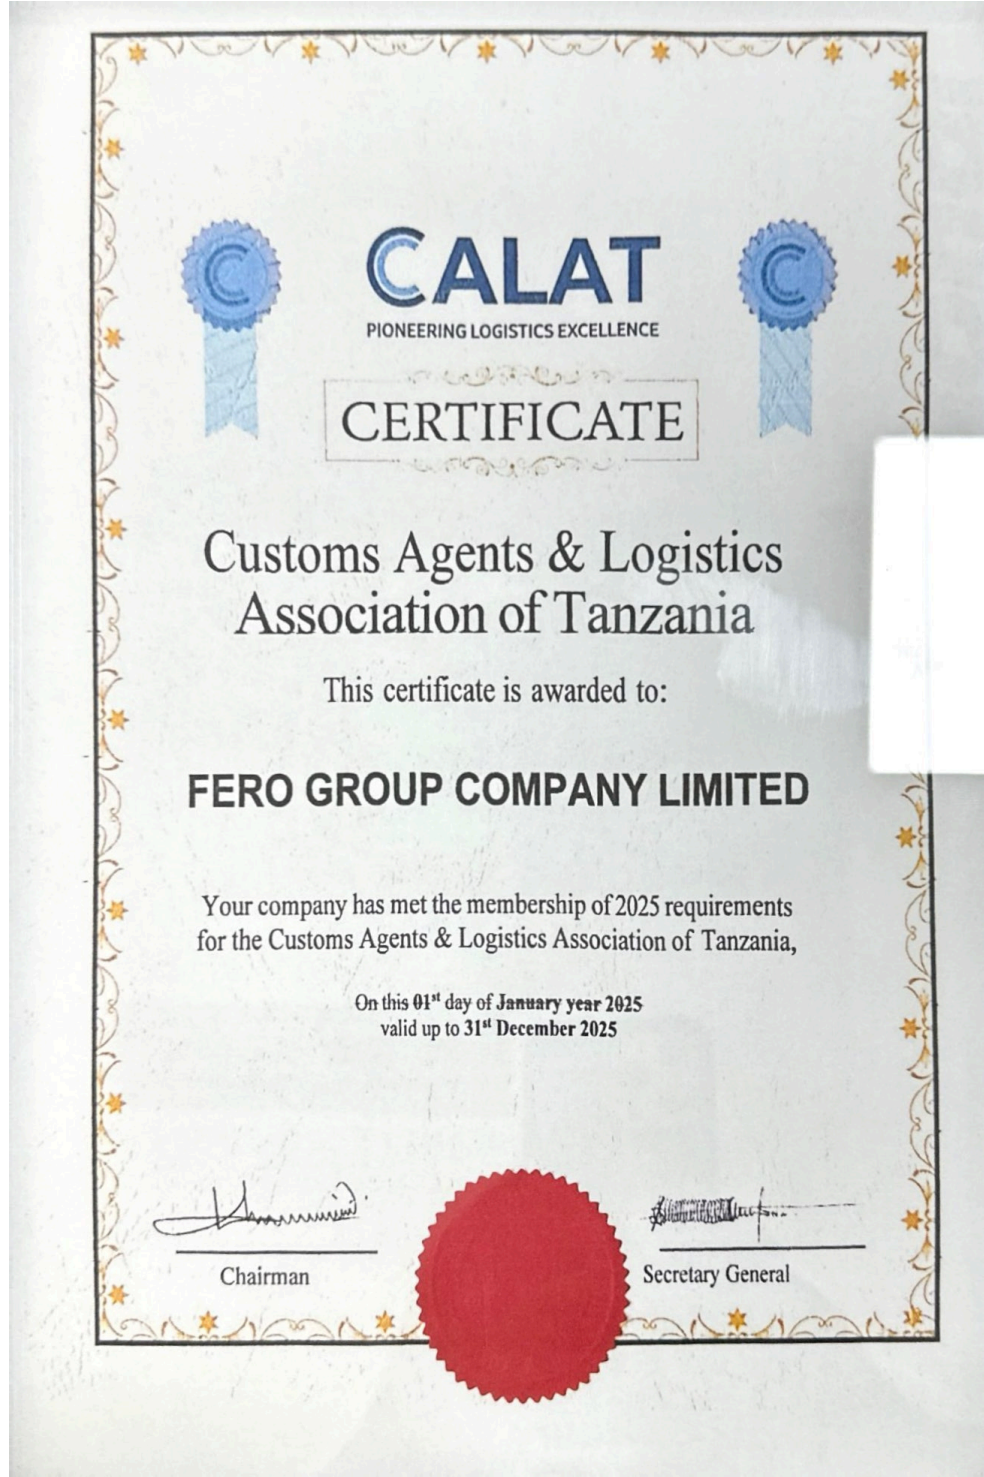 CALAT
PIONEERING LOGISTICS EXCELLENCE
CERTIFICATE
Customs Agents & Logistics
Association of Tanzania
This certificate is awarded to:
FERO GROUP COMPANY LIMITED
Your company has met the membership of 2025 requirements
for the Customs Agents & Logistics Association of Tanzania,
On this 01st day of January year 2025
valid up to 31st December 2025
Chairman
Secretary General